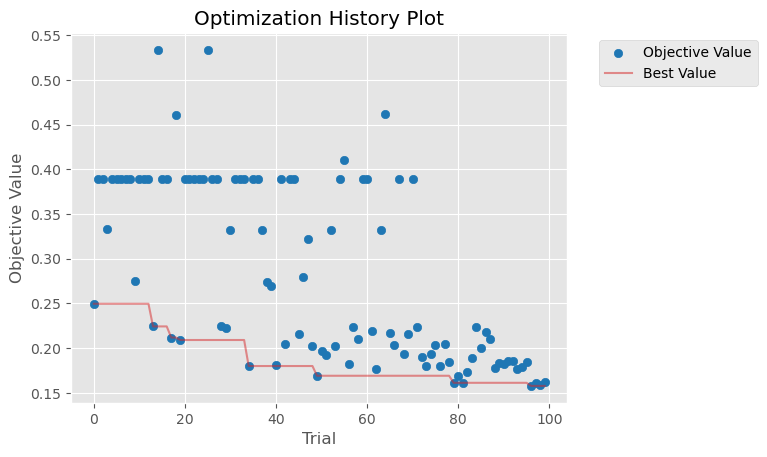 Optimization History Plot
Objective Value
Best Value
0.55
0.50
0.45
0.40
0.35
0.30
0.25
0.20
0.15
Objective Value
0 20 40 60 80 100
Trial